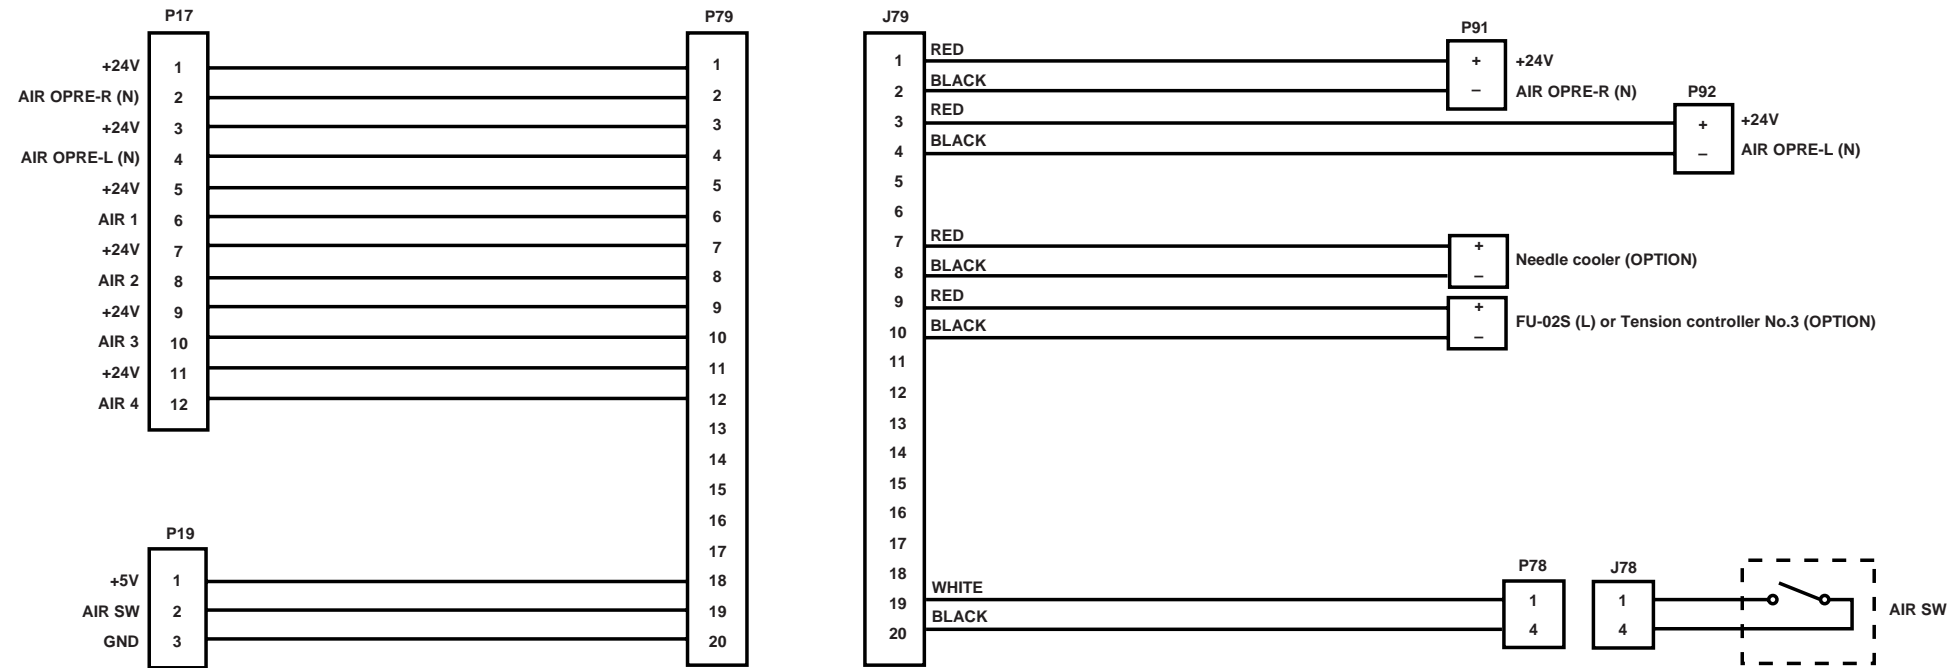 P17
+24V 1
AIR OPRE-R (N) 2
+24V 3
AIR OPRE-L (N) 4
+24V 5
AIR 1 6
+24V 7
AIR 2 8
+24V 9
AIR 3 10
+24V 11
AIR 4 12
P19
+5V 1
AIR SW 2
GND 3
P79
1
2
3
4
5
6
7
8
9
10
11
12
13
14
15
16
17
18
19
20
J79
1 RED
2 BLACK
3 RED
4 BLACK
5
6
7 RED
8 BLACK
9 RED
10 BLACK
11
12
13
14
15
16
17
18
19 WHITE
20 BLACK
P91
+ +24V
– AIR OPRE-R (N)
P92
+ +24V
– AIR OPRE-L (N)
+
– Needle cooler (OPTION)
+
– FU-02S (L) or Tension controller No.3 (OPTION)
P78
1
4
J78
1
4
AIR SW